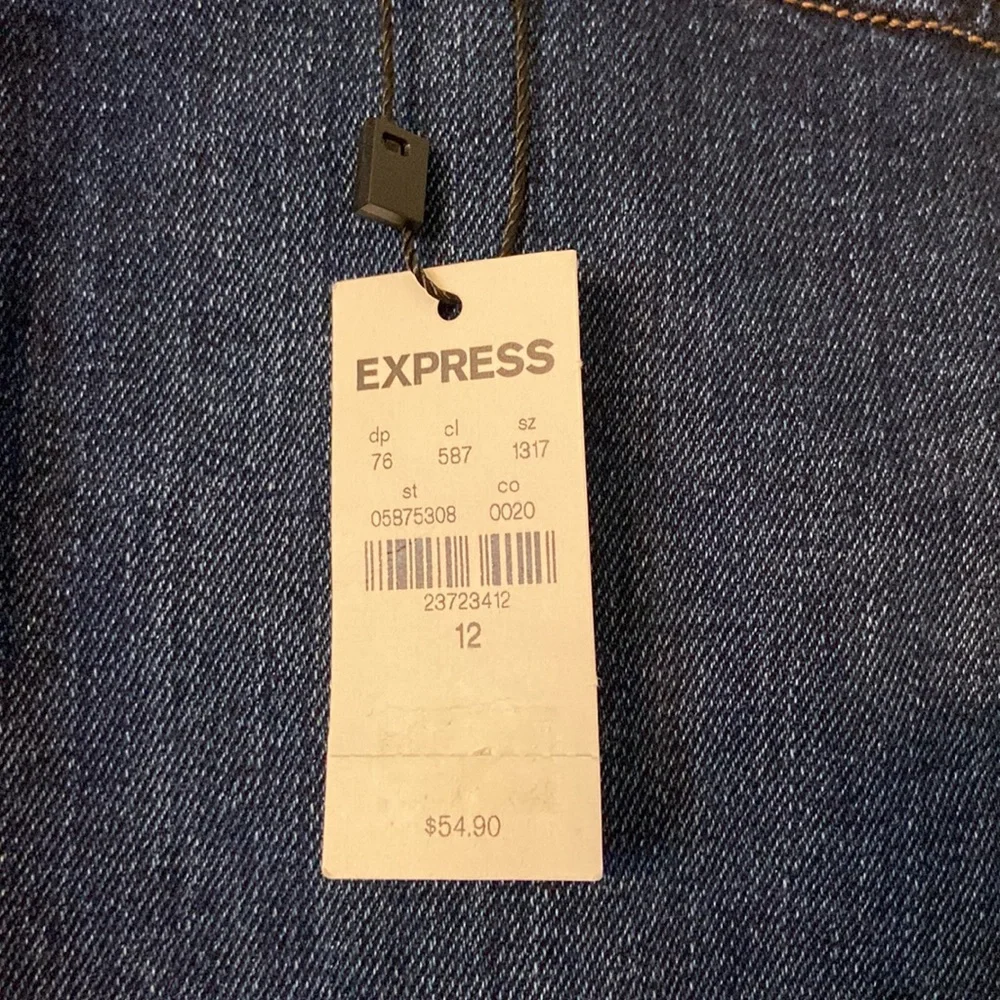 EXPRESS
dp cl sz
76 587 1317
st co
05875308 0020
23723412
12
$54.90